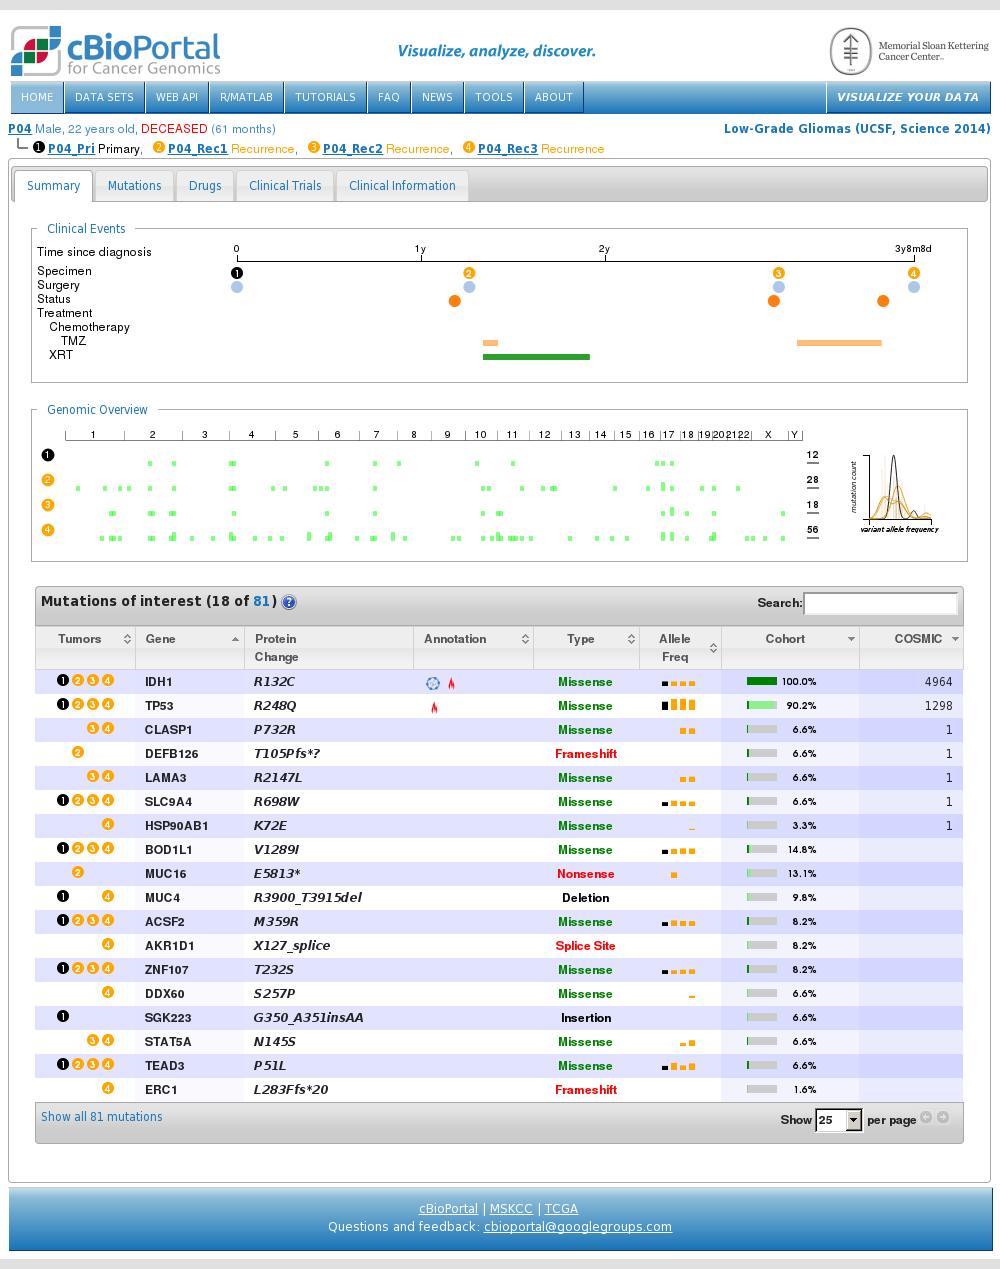 cBioPortal
for Cancer Genomics
Visualize, analyze, discover.
Memorial Sloan Kettering
Cancer Center
HOME DATA SETS WEB API R/MATLAB TUTORIALS FAQ NEWS TOOLS ABOUT VISUALIZE YOUR DATA
P04 Male, 22 years old, DECEASED (61 months) Low-Grade Gliomas (UCSF, Science 2014)
1 P04_Pri Primary, 2 P04_Rec1 Recurrence, 3 P04_Rec2 Recurrence, 4 P04_Rec3 Recurrence
Summary Mutations Drugs Clinical Trials Clinical Information
Clinical Events
Time since diagnosis 0 1y 2y 3y8m8d
Specimen 1 2 3 4
Surgery
Status
Treatment
Chemotherapy
TMZ
XRT
Genomic Overview
1 2 3 4 5 6 7 8 9 10 11 12 13 14 15 16 17 18 19 20 21 22 X Y
1 12
2 28
3 18
4 56
mutation count
variant allele frequency
Mutations of interest (18 of 81) ? Search:
Tumors Gene Protein Change Annotation Type Allele Freq Cohort COSMIC
1 2 3 4 IDH1 R132C Missense 100.0% 4964
1 2 3 4 TP53 R248Q Missense 90.2% 1298
3 4 CLASP1 P732R Missense 6.6% 1
2 DEFB126 T105Pfs*? Frameshift 6.6% 1
3 4 LAMA3 R2147L Missense 6.6% 1
1 2 3 4 SLC9A4 R698W Missense 6.6% 1
4 HSP90AB1 K72E Missense 3.3% 1
1 2 3 4 BOD1L1 V1289I Missense 14.8%
2 MUC16 E5813* Nonsense 13.1%
1 4 MUC4 R3900_T3915del Deletion 9.8%
1 2 3 4 ACSF2 M359R Missense 8.2%
4 AKR1D1 X127_splice Splice Site 8.2%
1 2 3 4 ZNF107 T232S Missense 8.2%
4 DDX60 S257P Missense 6.6%
1 SGK223 G350_A351insAA Insertion 6.6%
3 4 STAT5A N145S Missense 6.6%
1 2 3 4 TEAD3 P51L Missense 6.6%
4 ERC1 L283Ffs*20 Frameshift 1.6%
Show all 81 mutations Show 25 per page
cBioPortal | MSKCC | TCGA
Questions and feedback: cbioportal@googlegroups.com